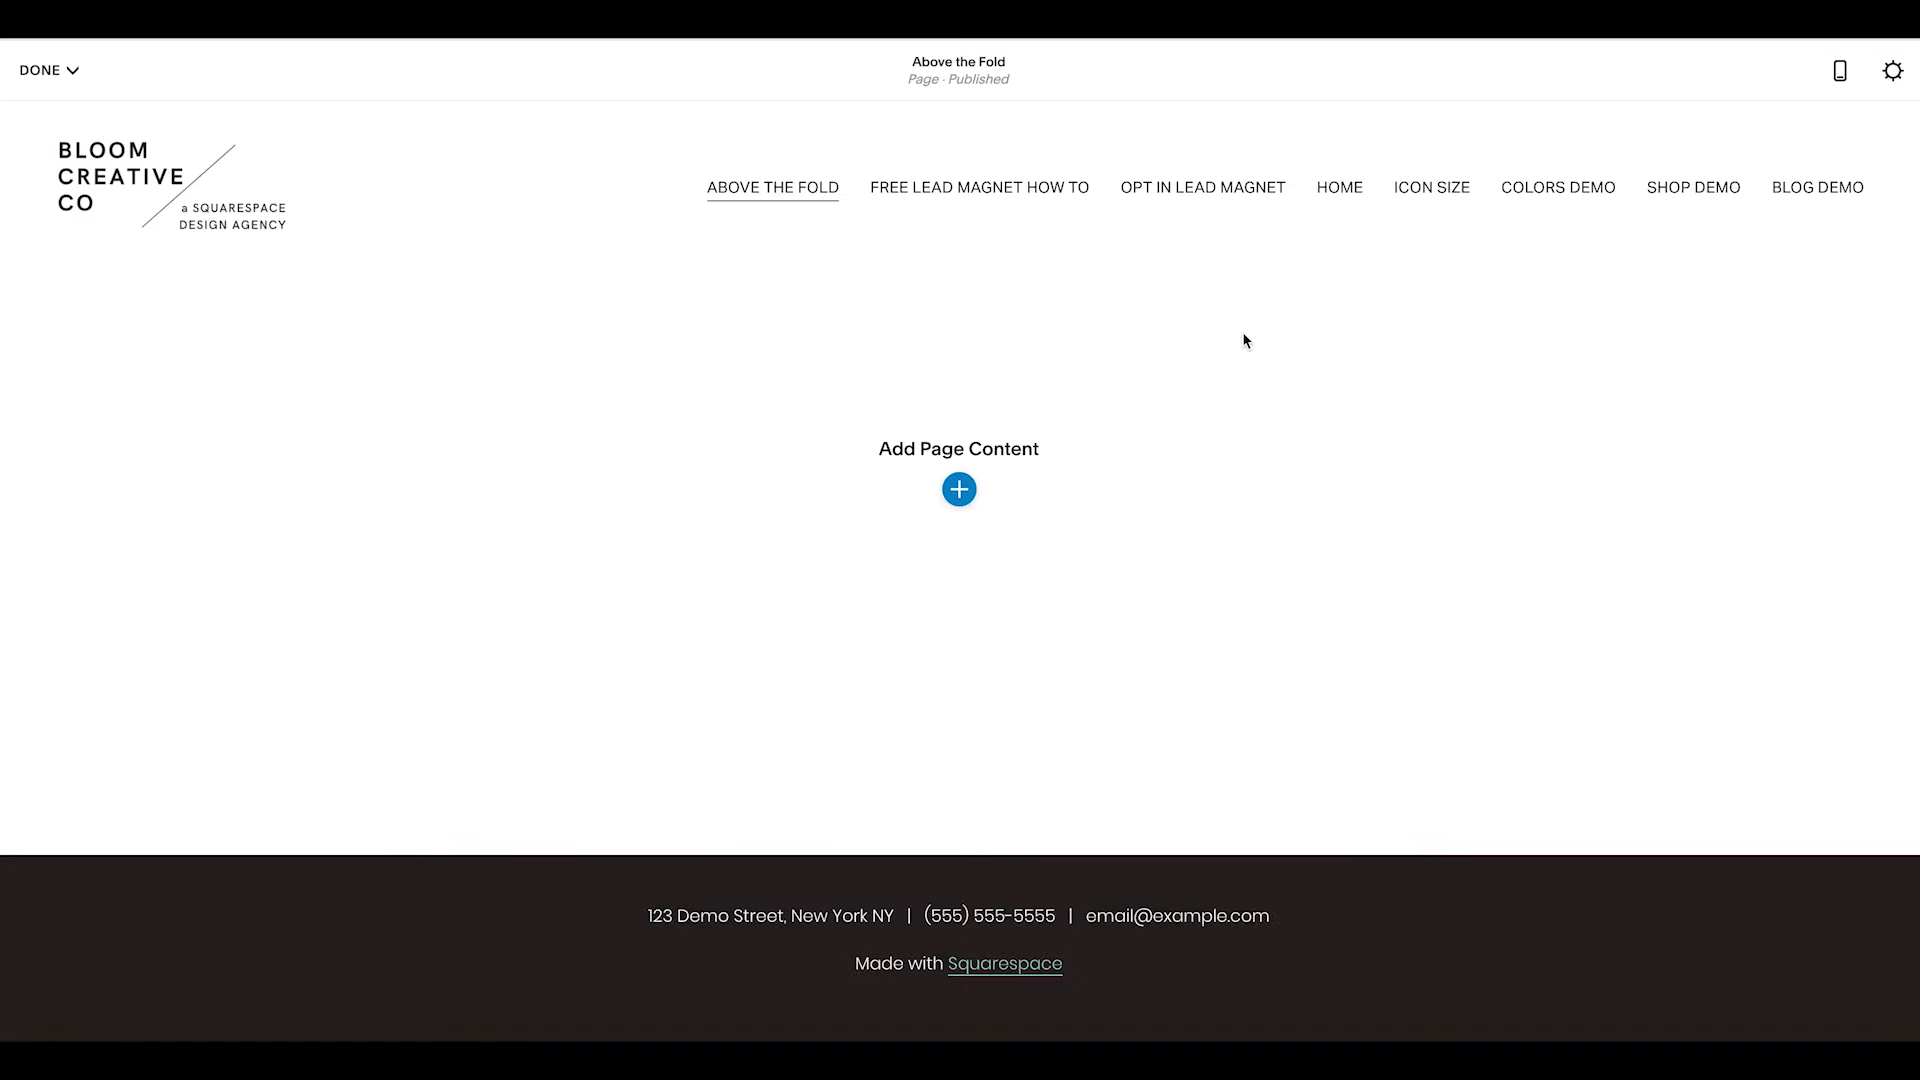 DONE
Above the Fold
Page · Published
BLOOM
CREATIVE
CO
a SQUARESPACE
DESIGN AGENCY
ABOVE THE FOLD FREE LEAD MAGNET HOW TO OPT IN LEAD MAGNET HOME ICON SIZE COLORS DEMO SHOP DEMO BLOG DEMO
Add Page Content
123 Demo Street, New York NY | (555) 555-5555 | email@example.com
Made with Squarespace